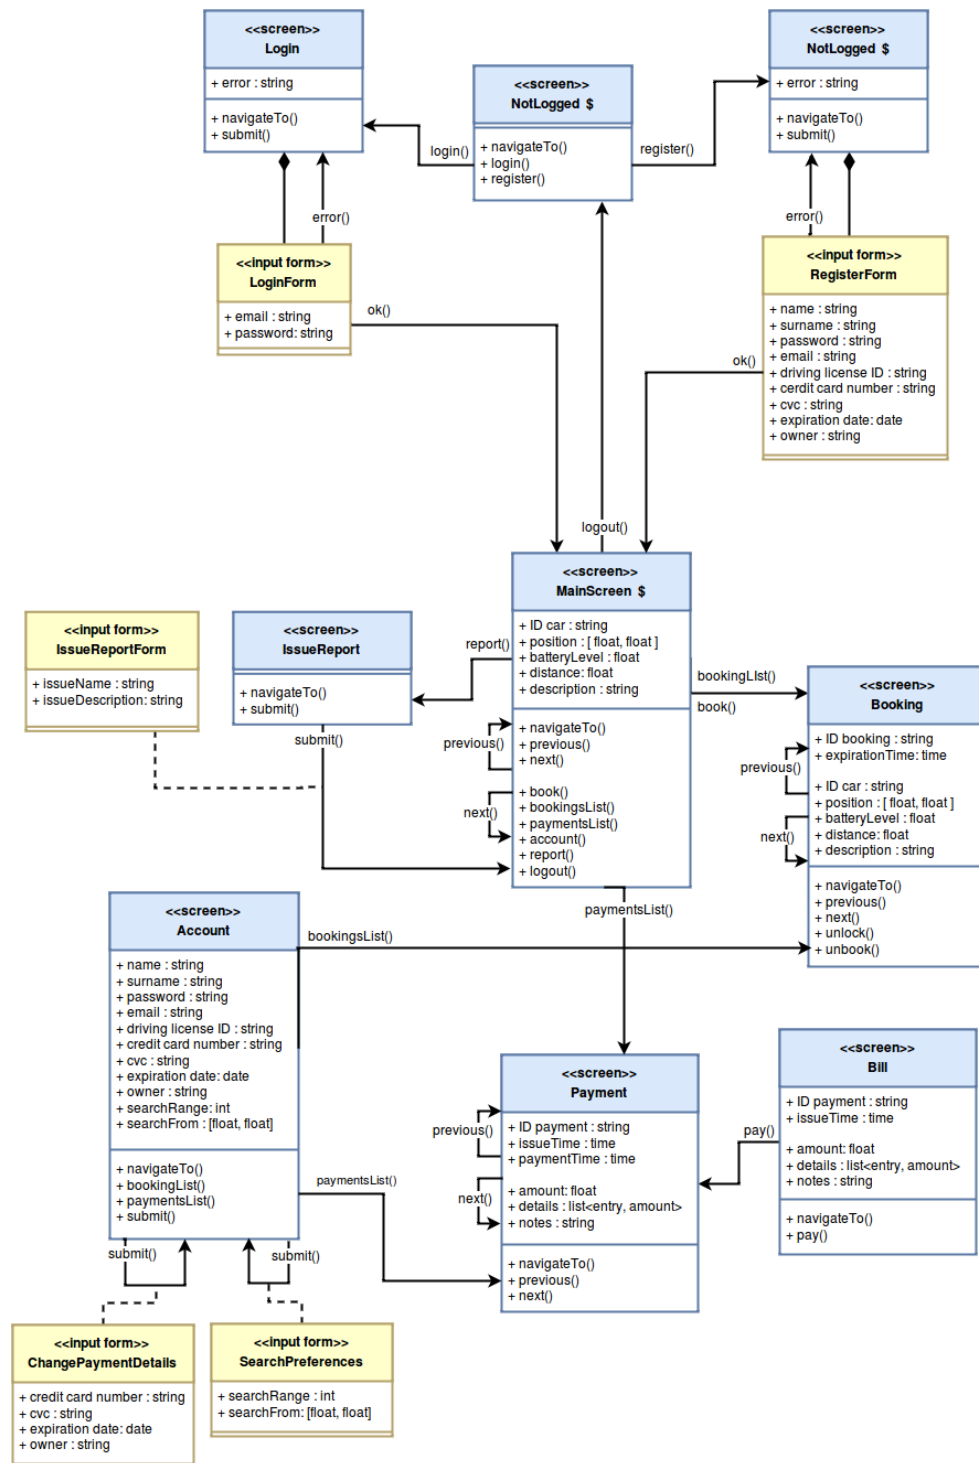 <<screen>>
Login
+ error : string
+ navigateTo()
+ submit()
<<screen>>
NotLogged $
+ navigateTo()
+ login()
+ register()
<<screen>>
NotLogged $
+ error : string
+ navigateTo()
+ submit()
login()
register()
error()
error()
<<input form>>
LoginForm
+ email : string
+ password: string
ok()
<<input form>>
RegisterForm
+ name : string
+ surname : string
+ password : string
+ email : string
+ driving license ID : string
+ cerdit card number : string
+ cvc : string
+ expiration date: date
+ owner : string
ok()
logout()
<<screen>>
MainScreen $
+ ID car : string
+ position : [ float, float ]
+ batteryLevel : float
+ distance: float
+ description : string
+ navigateTo()
+ previous()
+ next()
+ book()
+ bookingsList()
+ paymentsList()
+ account()
+ report()
+ logout()
previous()
next()
<<input form>>
IssueReportForm
+ issueName : string
+ issueDescription: string
<<screen>>
IssueReport
+ navigateTo()
+ submit()
report()
submit()
bookingLIst()
book()
<<screen>>
Booking
+ ID booking : string
+ expirationTime: time
+ ID car : string
+ position : [ float, float ]
+ batteryLevel : float
+ distance: float
+ description : string
+ navigateTo()
+ previous()
+ next()
+ unlock()
+ unbook()
previous()
next()
paymentsList()
<<screen>>
Account
+ name : string
+ surname : string
+ password : string
+ email : string
+ driving license ID : string
+ credit card number : string
+ cvc : string
+ expiration date: date
+ owner : string
+ searchRange: int
+ searchFrom : [float, float]
+ navigateTo()
+ bookingList()
+ paymentsList()
+ submit()
bookingsList()
paymentsList()
submit()
submit()
<<screen>>
Payment
+ ID payment : string
+ issueTime : time
+ paymentTime : time
+ amount: float
+ details : list<entry, amount>
+ notes : string
+ navigateTo()
+ previous()
+ next()
previous()
next()
<<screen>>
Bill
+ ID payment : string
+ issueTime : time
+ amount: float
+ details : list<entry, amount>
+ notes : string
+ navigateTo()
+ pay()
pay()
<<input form>>
ChangePaymentDetails
+ credit card number : string
+ cvc : string
+ expiration date: date
+ owner : string
<<input form>>
SearchPreferences
+ searchRange : int
+ searchFrom: [float, float]